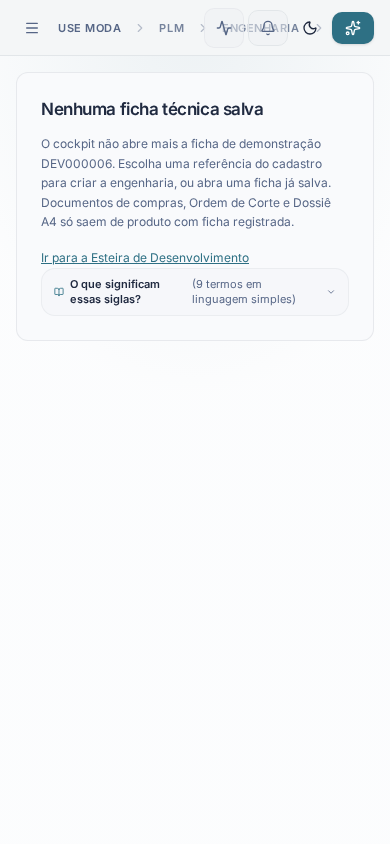 USE MODA > PLM > ENGENHARIA >
Nenhuma ficha técnica salva
O cockpit não abre mais a ficha de demonstração
DEV000006. Escolha uma referência do cadastro
para criar a engenharia, ou abra uma ficha já salva.
Documentos de compras, Ordem de Corte e Dossiê
A4 só saem de produto com ficha registrada.
Ir para a Esteira de Desenvolvimento
O que significam essas siglas?
(9 termos em linguagem simples)